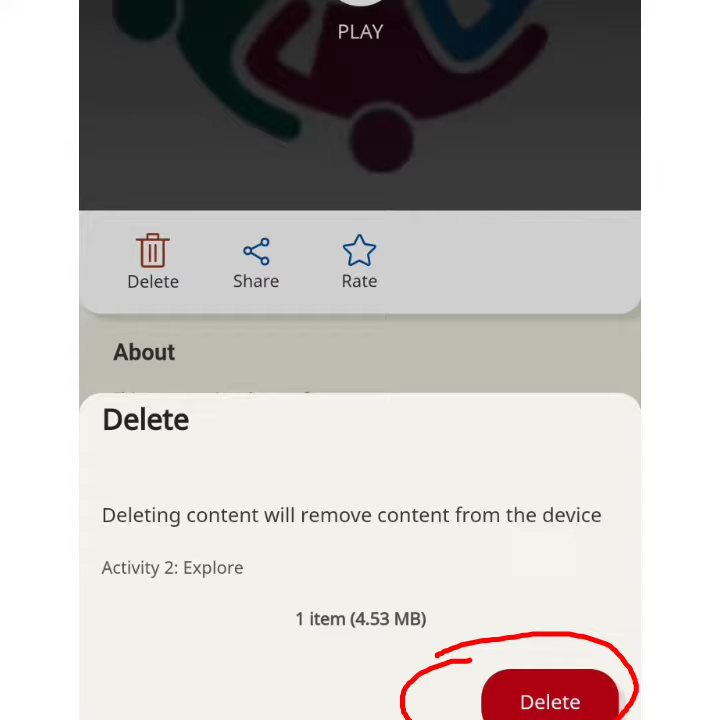 PLAY
Delete Share Rate
About
Delete
Deleting content will remove content from the device
Activity 2: Explore
1 item (4.53 MB)
Delete